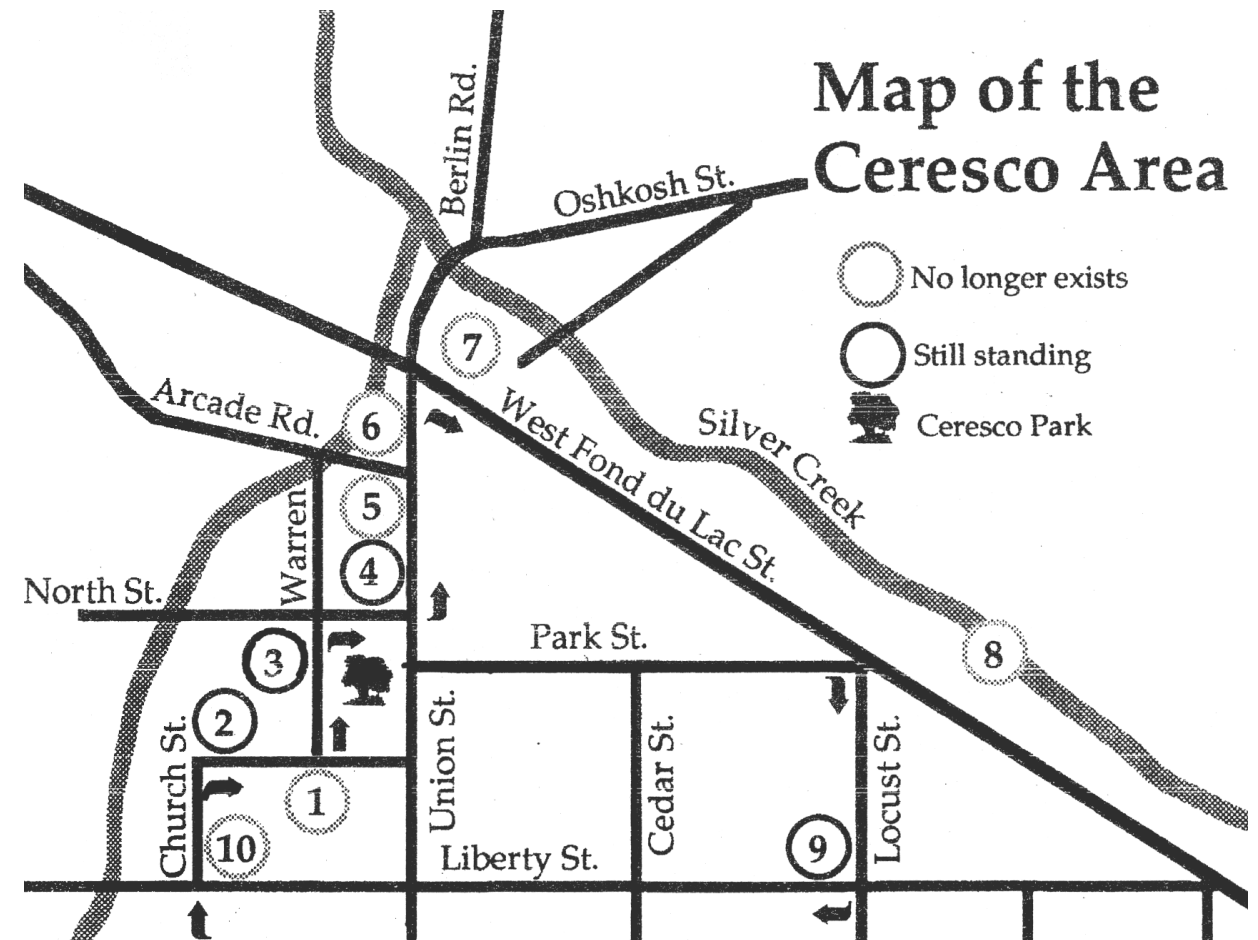 Map of the
Ceresco Area
No longer exists
Still standing
Ceresco Park
Berlin Rd.
Oshkosh St.
7
Arcade Rd.
6
West Fond du Lac St.
Silver Creek
5
Warren
4
North St.
3
Park St.
8
2
Church St.
Union St.
Cedar St.
Locust St.
1
10
9
Liberty St.